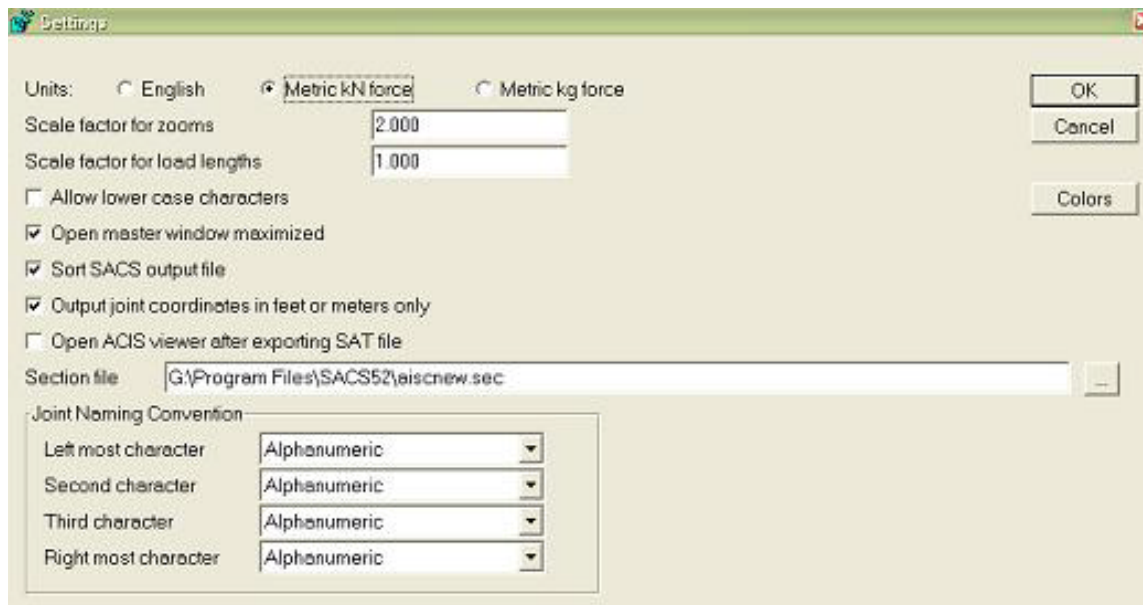 Settings
Units: English Metric kN force Metric kg force
OK
Scale factor for zooms 2.000
Cancel
Scale factor for load lengths 1.000
Allow lower case characters
Colors
Open master window maximized
Sort SACS output file
Output joint coordinates in feet or meters only
Open ACIS viewer after exporting SAT file
Section file G:\Program Files\SACS52\aiscnew.sec ...
Joint Naming Convention
Left most character Alphanumeric
Second character Alphanumeric
Third character Alphanumeric
Right most character Alphanumeric